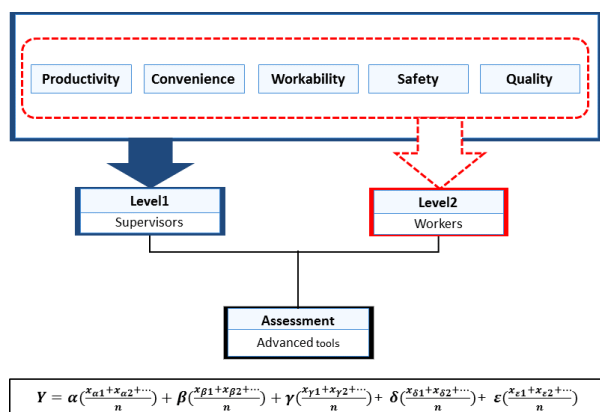 Productivity Convenience Workability Safety Quality
Level1
Supervisors
Level2
Workers
Assessment
Advanced tools
Y = α(xα1+xα2+⋯/n) + β(xβ1+xβ2+⋯/n) + γ(xγ1+xγ2+⋯/n) + δ(xδ1+xδ2+⋯/n) + ε(xε1+xε2+⋯/n)